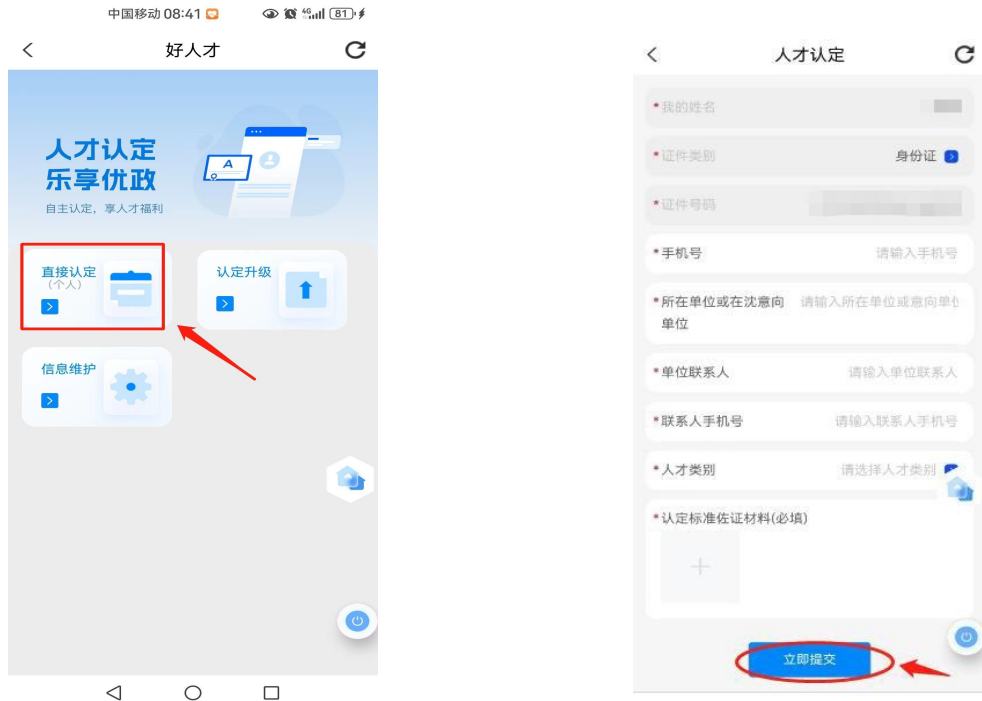 中国移动 08:41
4G
81
好人才
人才认定
乐享优政
自主认定，享人才福利
A
直接认定
（个人）
认定升级
信息维护
人才认定
*我的姓名
*证件类别
身份证
*证件号码
*手机号
请输入手机号
*所在单位或在沈意向
单位
请输入所在单位或意向单位
*单位联系人
请输入单位联系人
*联系人手机号
请输入联系人手机号
*人才类别
请选择人才类别
*认定标准佐证材料(必填)
立即提交